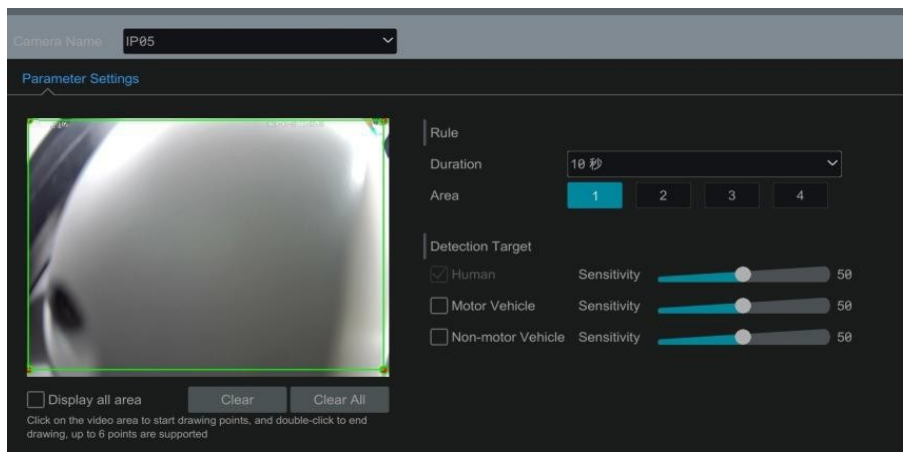 Camera Name IP05
Parameter Settings
Rule
Duration 10 秒
Area 1 2 3 4
Detection Target
Human Sensitivity 50
Motor Vehicle Sensitivity 50
Non-motor Vehicle Sensitivity 50
Display all area Clear Clear All
Click on the video area to start drawing points, and double-click to end
drawing, up to 6 points are supported